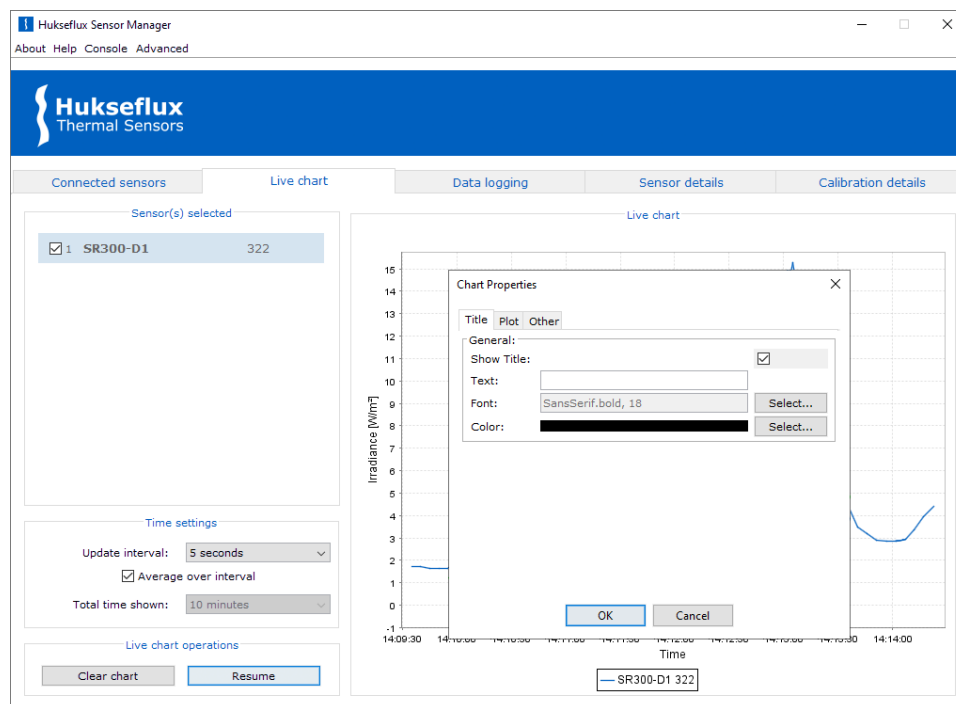 Hukseflux Sensor Manager
About Help Console Advanced
Hukseflux
Thermal Sensors
Connected sensors
Live chart
Data logging
Sensor details
Calibration details
Sensor(s) selected
1 SR300-D1 322
Time settings
Update interval: 5 seconds
Average over interval
Total time shown: 10 minutes
Live chart operations
Clear chart
Resume
Live chart
15
14
13
12
11
10
9
8
7
6
5
4
3
2
1
0
-1
Irradiance [W/m²]
14:09:30
14:14:00
Time
SR300-D1 322
Chart Properties
Title Plot Other
General:
Show Title:
Text:
Font: SansSerif.bold, 18 Select...
Color: Select...
OK Cancel